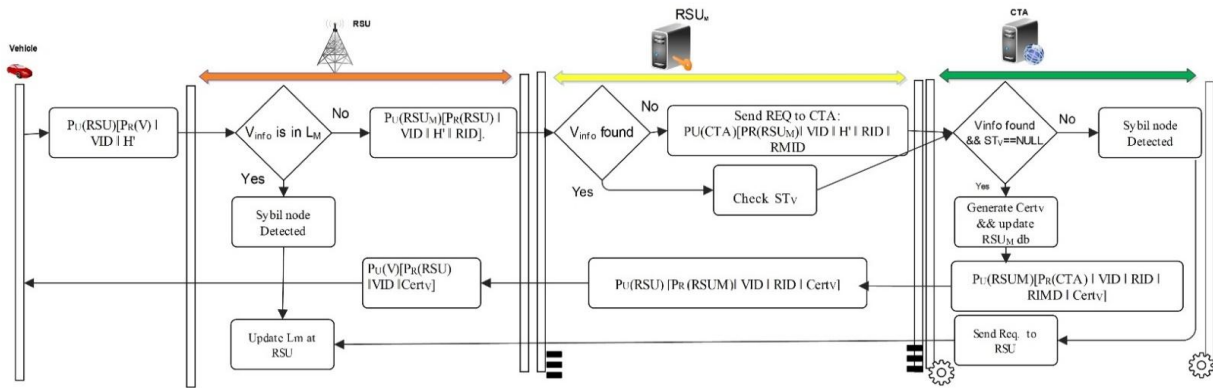 RSU
RSUM
CTA
Vehicle
PU(RSU)[PR(V) ||
VID || H'
Vinfo is in LM
No
PU(RSUM)[PR(RSU) ||
VID || H' || RID].
Vinfo found
No
Send REQ to CTA:
PU(CTA)[PR(RSUM)|| VID || H' || RID ||
RMID
Vinfo found
&& STV==NULL
No
Sybil node
Detected
Yes
Yes
Check STV
Yes
Sybil node
Detected
Generate Certv
&& update
RSUM db
PU(V)[PR(RSU)
||VID ||CertV]
PU(RSU) [PR(RSUM)|| VID || RID || CertV]
PU(RSUM)[PR(CTA) || VID || RID ||
RIMD || CertV]
Update Lm at
RSU
Send Req. to
RSU